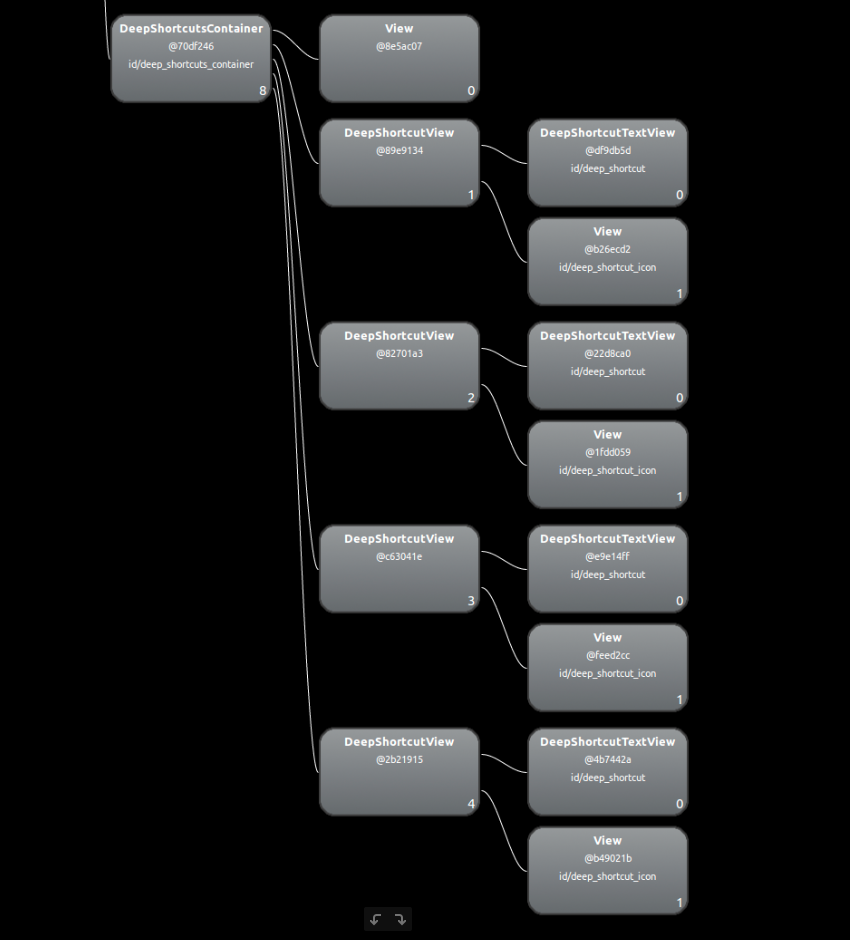 DeepShortcutsContainer
@70df246
id/deep_shortcuts_container
8
View
@8e5ac07
0
DeepShortcutView
@89e9134
1
DeepShortcutTextView
@df9db5d
id/deep_shortcut
0
View
@b26ecd2
id/deep_shortcut_icon
1
DeepShortcutView
@82701a3
2
DeepShortcutTextView
@22d8ca0
id/deep_shortcut
0
View
@1fdd059
id/deep_shortcut_icon
1
DeepShortcutView
@c63041e
3
DeepShortcutTextView
@e9e14ff
id/deep_shortcut
0
View
@feed2cc
id/deep_shortcut_icon
1
DeepShortcutView
@2b21915
4
DeepShortcutTextView
@4b7442a
id/deep_shortcut
0
View
@b49021b
id/deep_shortcut_icon
1